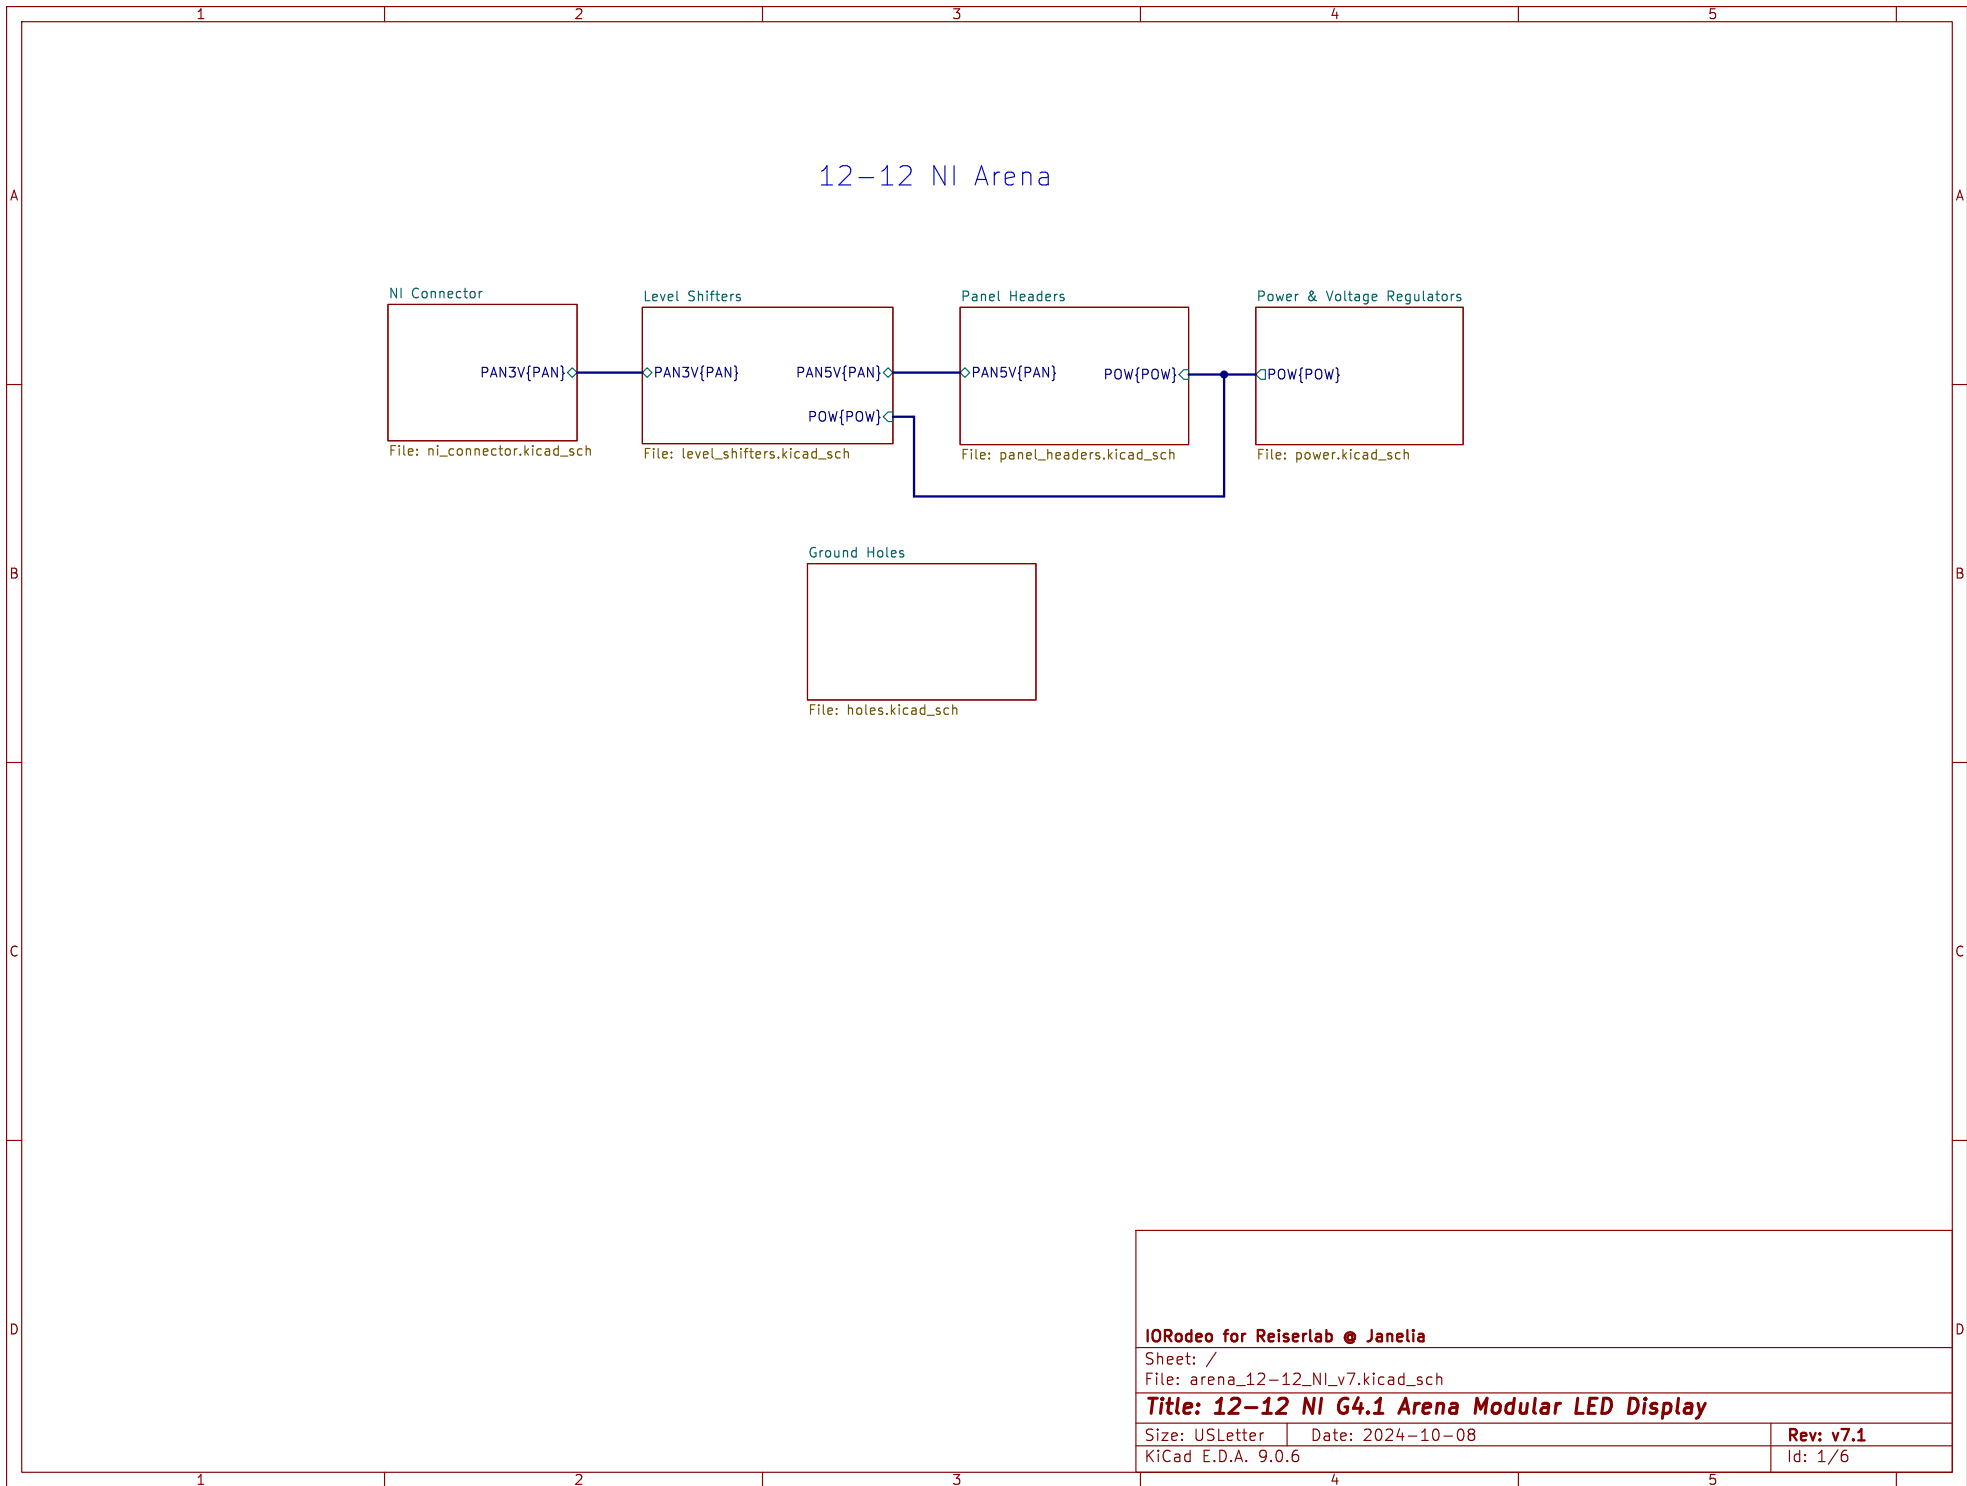 1 2 3 4 5
12-12 NI Arena
A A
NI Connector
Level Shifters
Panel Headers
Power & Voltage Regulators
PAN3V{PAN}
PAN3V{PAN}
PAN5V{PAN}
PAN5V{PAN}
POW{POW}
POW{POW}
POW{POW}
File: ni_connector.kicad_sch
File: level_shifters.kicad_sch
File: panel_headers.kicad_sch
File: power.kicad_sch
Ground Holes
B B
File: holes.kicad_sch
C C
D D
IORodeo for Reiserlab @ Janelia
Sheet: /
File: arena_12-12_NI_v7.kicad_sch
Title: 12-12 NI G4.1 Arena Modular LED Display
Size: USLetter Date: 2024-10-08 Rev: v7.1
KiCad E.D.A. 9.0.6 Id: 1/6
1 2 3 4 5